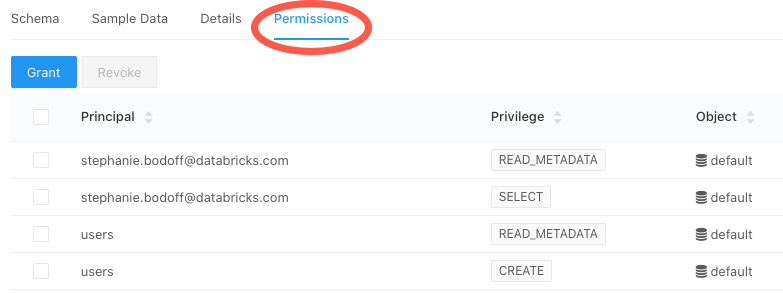 Schema Sample Data Details Permissions
Grant Revoke
Principal Privilege Object
stephanie.bodoff@databricks.com READ_METADATA default
stephanie.bodoff@databricks.com SELECT default
users READ_METADATA default
users CREATE default